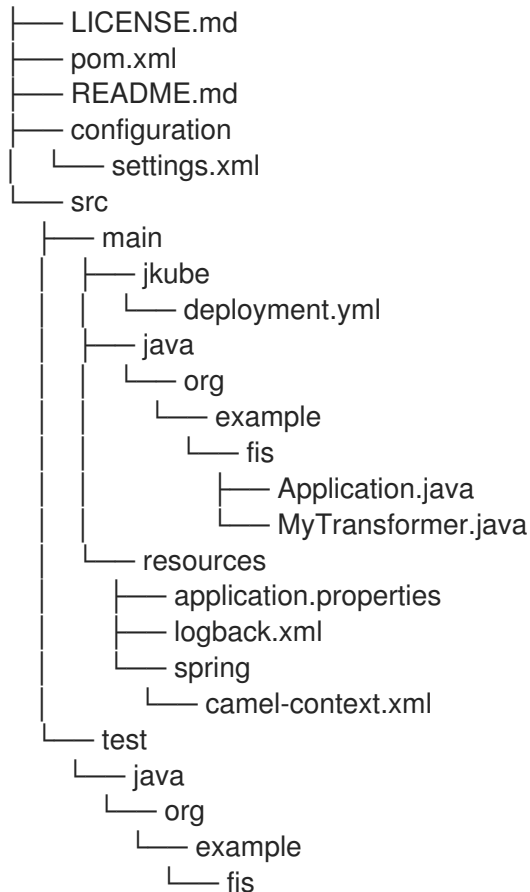 ├── LICENSE.md
├── pom.xml
├── README.md
├── configuration
│   └── settings.xml
└── src
    ├── main
    │   ├── jkube
    │   │   └── deployment.yml
    │   ├── java
    │   │   └── org
    │   │       └── example
    │   │           └── fis
    │   │               ├── Application.java
    │   │               └── MyTransformer.java
    │   └── resources
    │       ├── application.properties
    │       ├── logback.xml
    │       └── spring
    │           └── camel-context.xml
    └── test
        └── java
            └── org
                └── example
                    └── fis